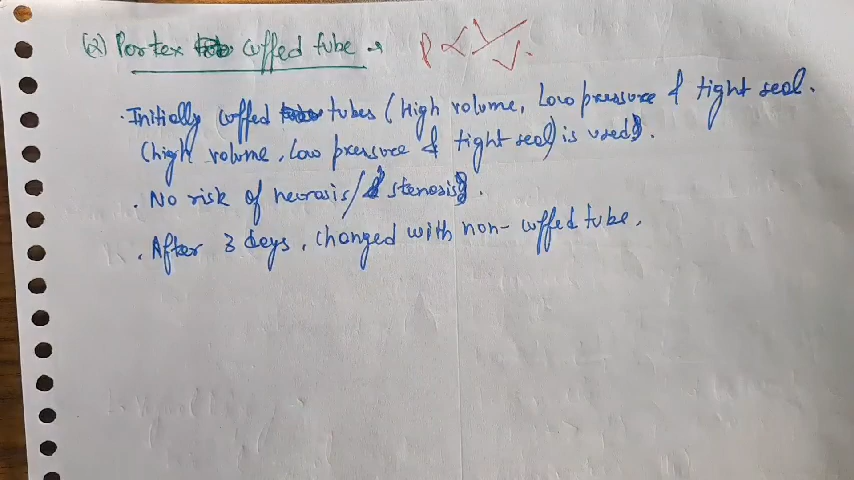 (2) Portex cuffed tube →
P ∝ 1/V.
. Initially cuffed tubes (High volume, Low pressure & tight seal.
(high volume, Low pressure & tight seal) is used.
. No risk of necrosis/ stenosis.
. After 3 days, changed with non-cuffed tube.